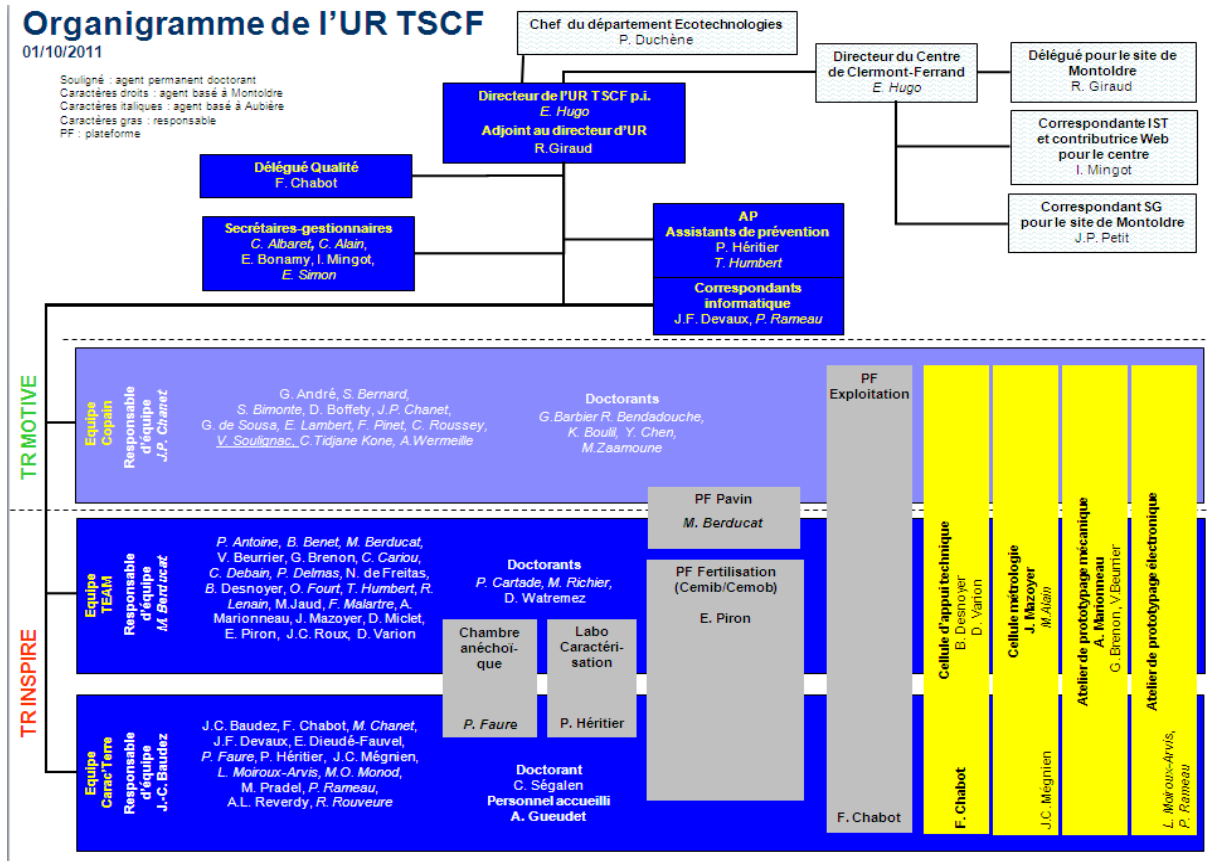 Organigramme de l'UR TSCF
01/10/2011
Souligné : agent permanent doctorant
Caractères droits : agent basé à Montoldre
Caractères italiques : agent basé à Aubière
Caractères gras : responsable
PF : plateforme
Chef du département Ecotechnologies
P. Duchène
Directeur du Centre
de Clermont-Ferrand
E. Hugo
Délégué pour le site de
Montoldre
R. Giraud
Correspondante IST
et contributrice Web
pour le centre
I. Mingot
Correspondant SG
pour le site de Montoldre
J.P. Petit
Directeur de l'UR TSCF p.i.
E. Hugo
Adjoint au directeur d'UR
R.Giraud
Délégué Qualité
F. Chabot
Secrétaires-gestionnaires
C. Albaret, C. Alain,
E. Bonamy, I. Mingot,
E. Simon
AP
Assistants de prévention
P. Héritier
T. Humbert
Correspondants
informatique
J.F. Devaux, P. Rameau
TR MOTIVE
Equipe
Copain
Responsable
d'équipe
J.P. Chanet
G. André, S. Bernard,
S. Bimonte, D. Boffety, J.P. Chanet,
G. de Sousa, E. Lambert, F. Pinet, C. Roussey,
V. Soulignac, C.Tidjane Kone, A.Wermeille
Doctorants
G.Barbier R. Bendadouche,
K. Boulil, Y. Chen,
M.Zaamoune
TR INSPIRE
Equipe
TEAM
Responsable
d'équipe
M. Berducat
P. Antoine, B. Benet, M. Berducat,
V. Beurrier, G. Brenon, C. Cariou,
C. Debain, P. Delmas, N. de Freitas,
B. Desnoyer, O. Fourt, T. Humbert, R.
Lenain, M.Jaud, F. Malartre, A.
Marionneau, J. Mazoyer, D. Miclet,
E. Piron, J.C. Roux, D. Varion
Doctorants
P. Cartade, M. Richier,
D. Watremez
Equipe
Carac'Terre
Responsable
d'équipe
J.-C. Baudez
J.C. Baudez, F. Chabot, M. Chanet,
J.F. Devaux, E. Dieudé-Fauvel,
P. Faure, P. Héritier, J.C. Mégnien,
L. Moiroux-Arvis, M.O. Monod,
M. Pradel, P. Rameau,
A.L. Reverdy, R. Rouveure
Doctorant
C. Ségalen
Personnel accueilli
A. Gueudet
Chambre
anéchoï-
que
P. Faure
Labo
Caractéri-
sation
P. Héritier
PF Pavin
M. Berducat
PF Fertilisation
(Cemib/Cemob)
E. Piron
PF
Exploitation
F. Chabot
Cellule d'appui technique
B. Desnoyer
D. Varion
F. Chabot
Cellule métrologie
J. Mazoyer
M.Alain
J.C. Mégnien
Atelier de prototypage mécanique
A. Marionneau
G. Brenon, V.Beurrier
Atelier de prototypage électronique
L. Moiroux-Arvis,
P. Rameau